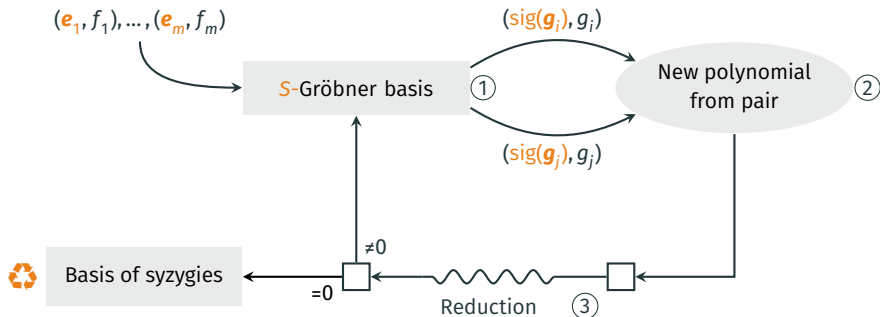 (e₁, f₁), ..., (eₘ, fₘ)
(sig(gᵢ), gᵢ)
S-Gröbner basis
①
New polynomial
from pair
②
(sig(gⱼ), gⱼ)
≠0
Basis of syzygies
=0
Reduction
③